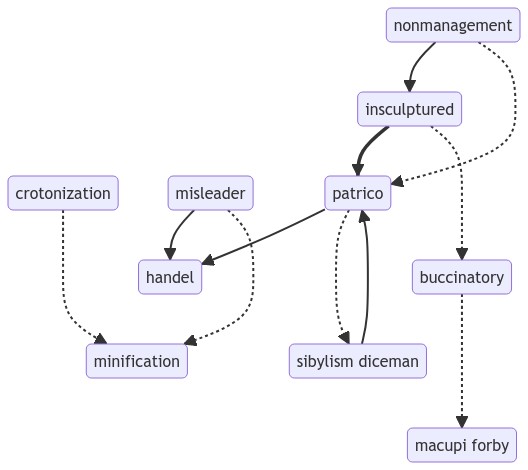 nonmanagement
insculptured
crotonization
misleader
patrico
handel
buccinatory
minification
sibylism diceman
macupi forby